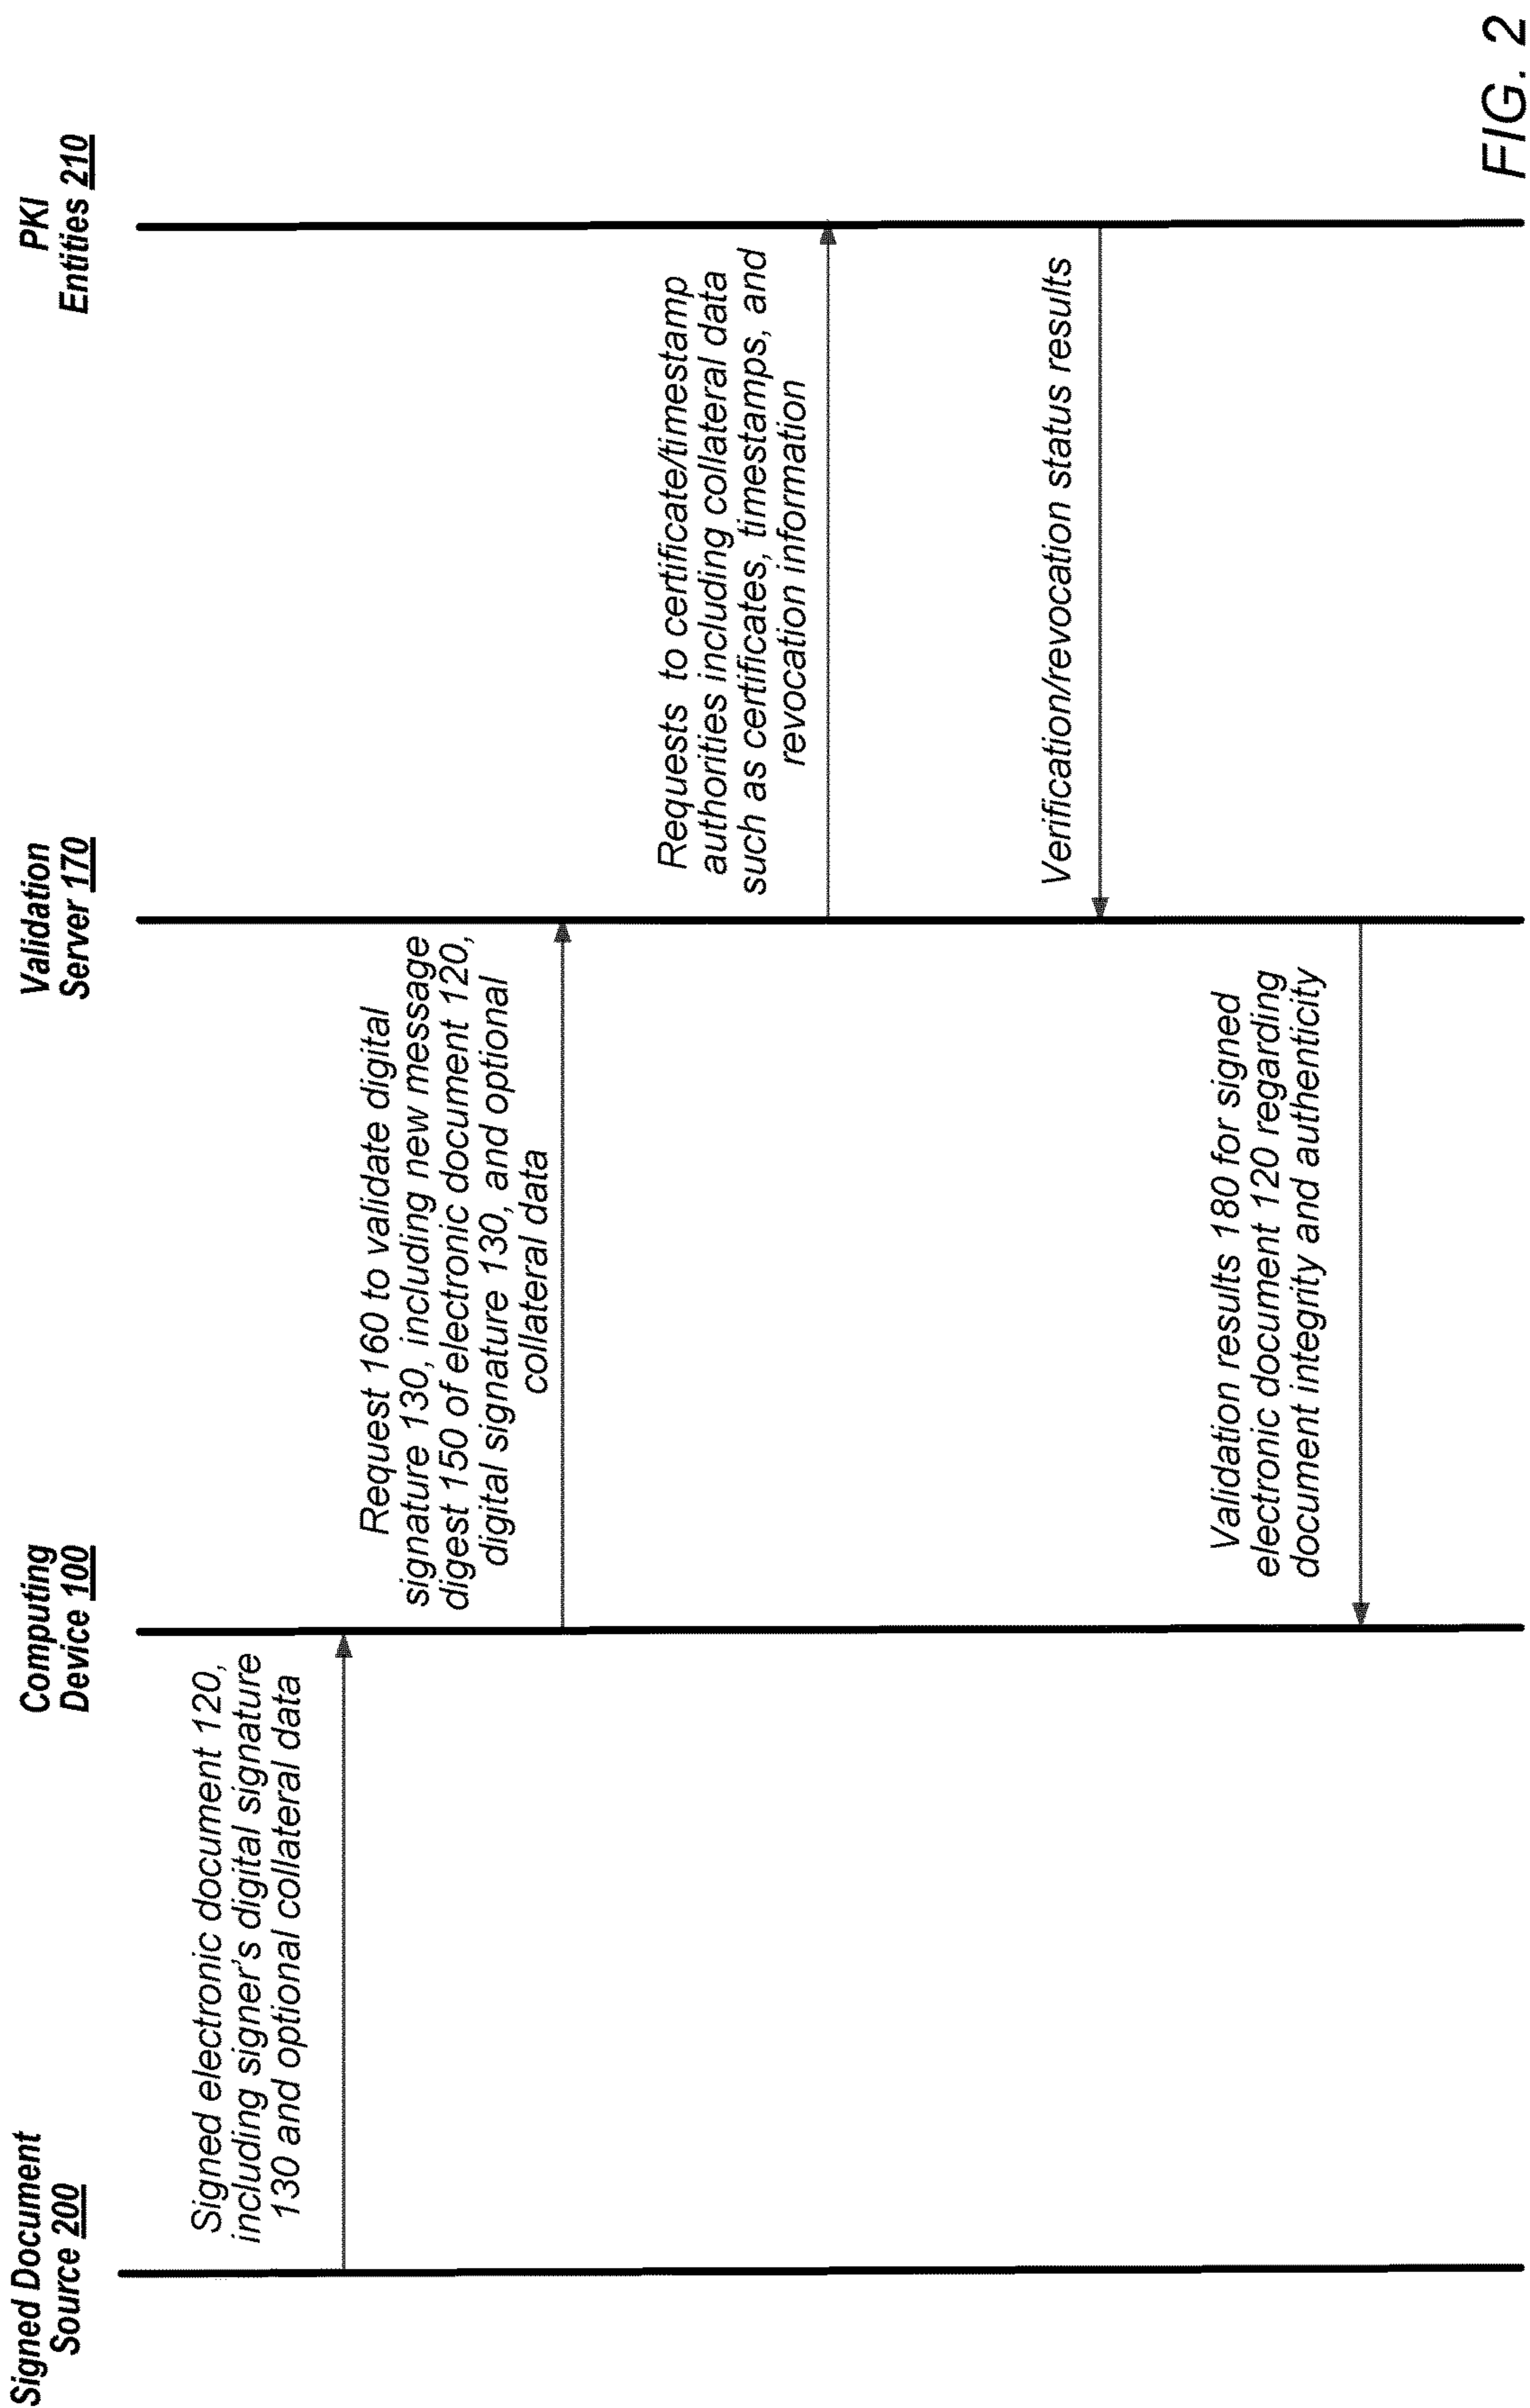 Signed Document
Source 200
Computing
Device 100
Validation
Server 170
PKI
Entities 210
Signed electronic document 120,
including signer's digital signature
130 and optional collateral data
Request 160 to validate digital
signature 130, including new message
digest 150 of electronic document 120,
digital signature 130, and optional
collateral data
Requests to certificate/timestamp
authorities including collateral data
such as certificates, timestamps, and
revocation information
Verification/revocation status results
Validation results 180 for signed
electronic document 120 regarding
document integrity and authenticity
FIG. 2